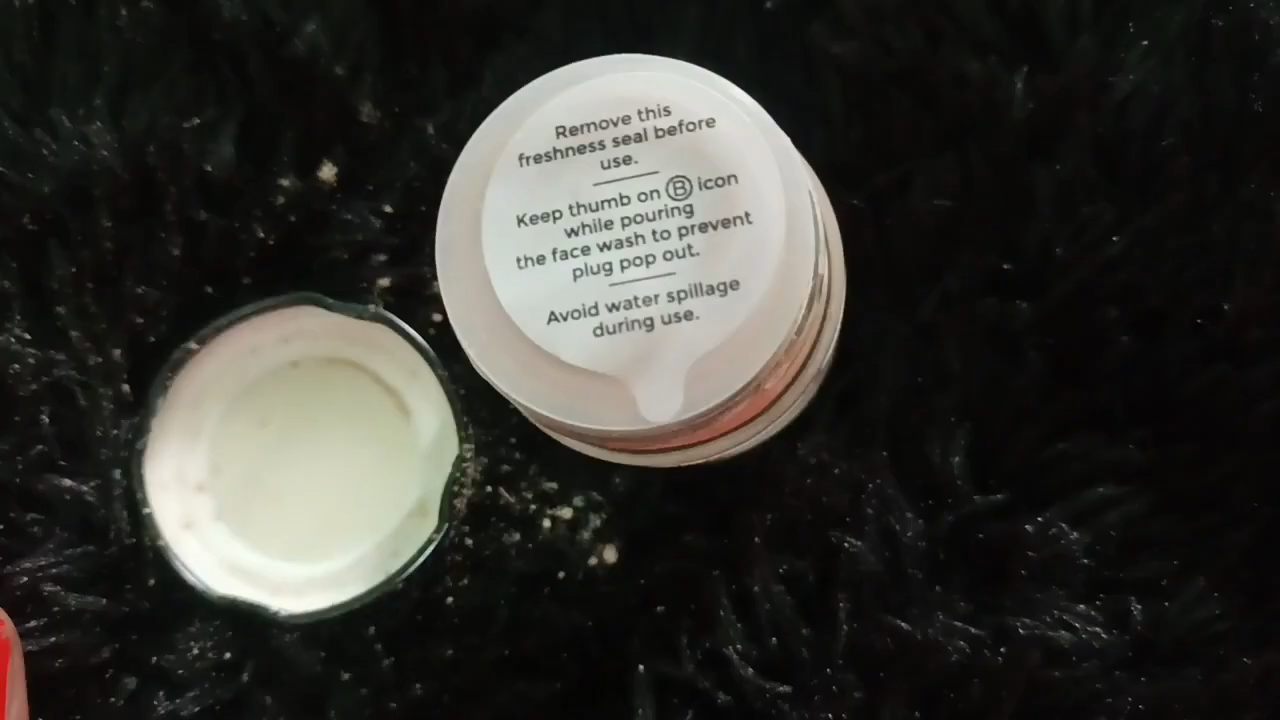 Remove this
freshness seal before
use.
Keep thumb on Ⓑ icon
while pouring
the face wash to prevent
plug pop out.
Avoid water spillage
during use.